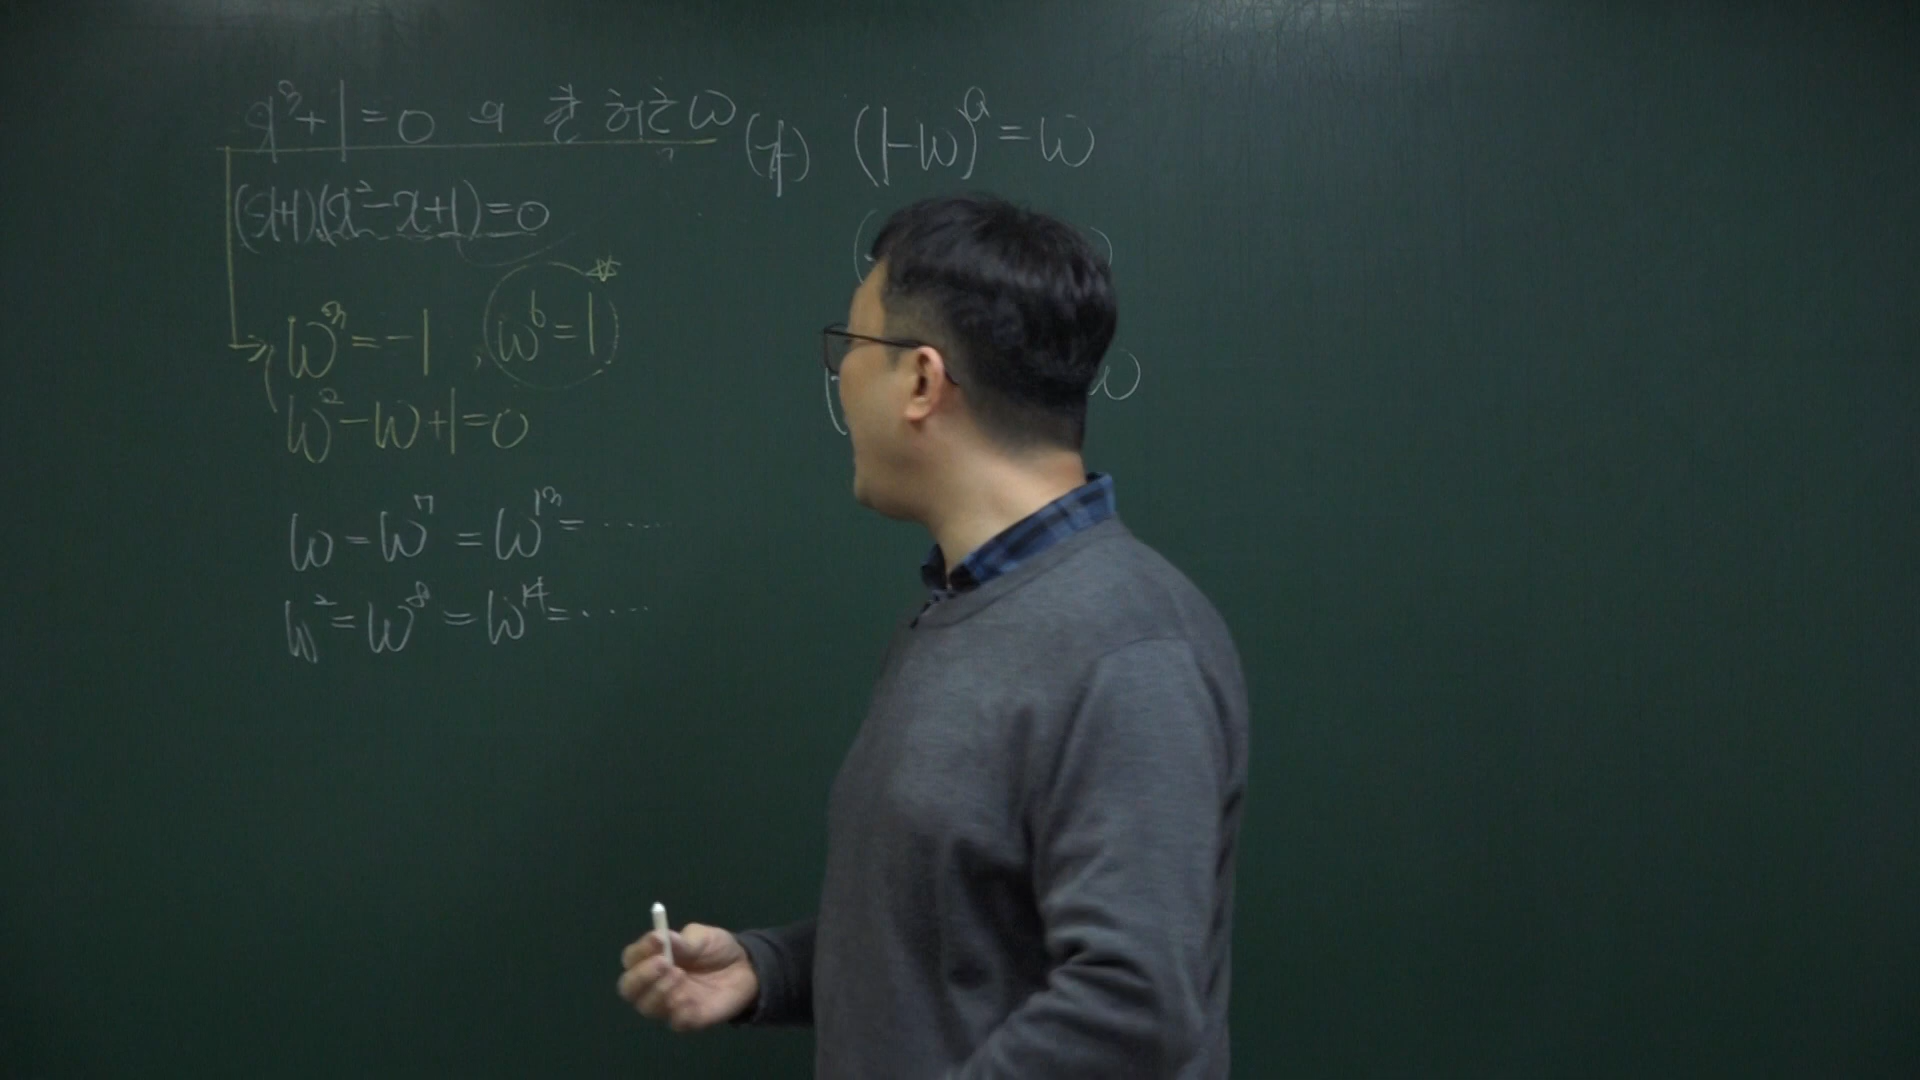 x³+1=0 의 한 허근 ω
(x+1)(x²-x+1)=0
ω³=-1 , ω⁶=1
ω²-ω+1=0
ω=ω⁷=ω¹³=······
ω²=ω⁸=ω¹⁴=·····
(가) (1-ω)ᵃ=ω
ω